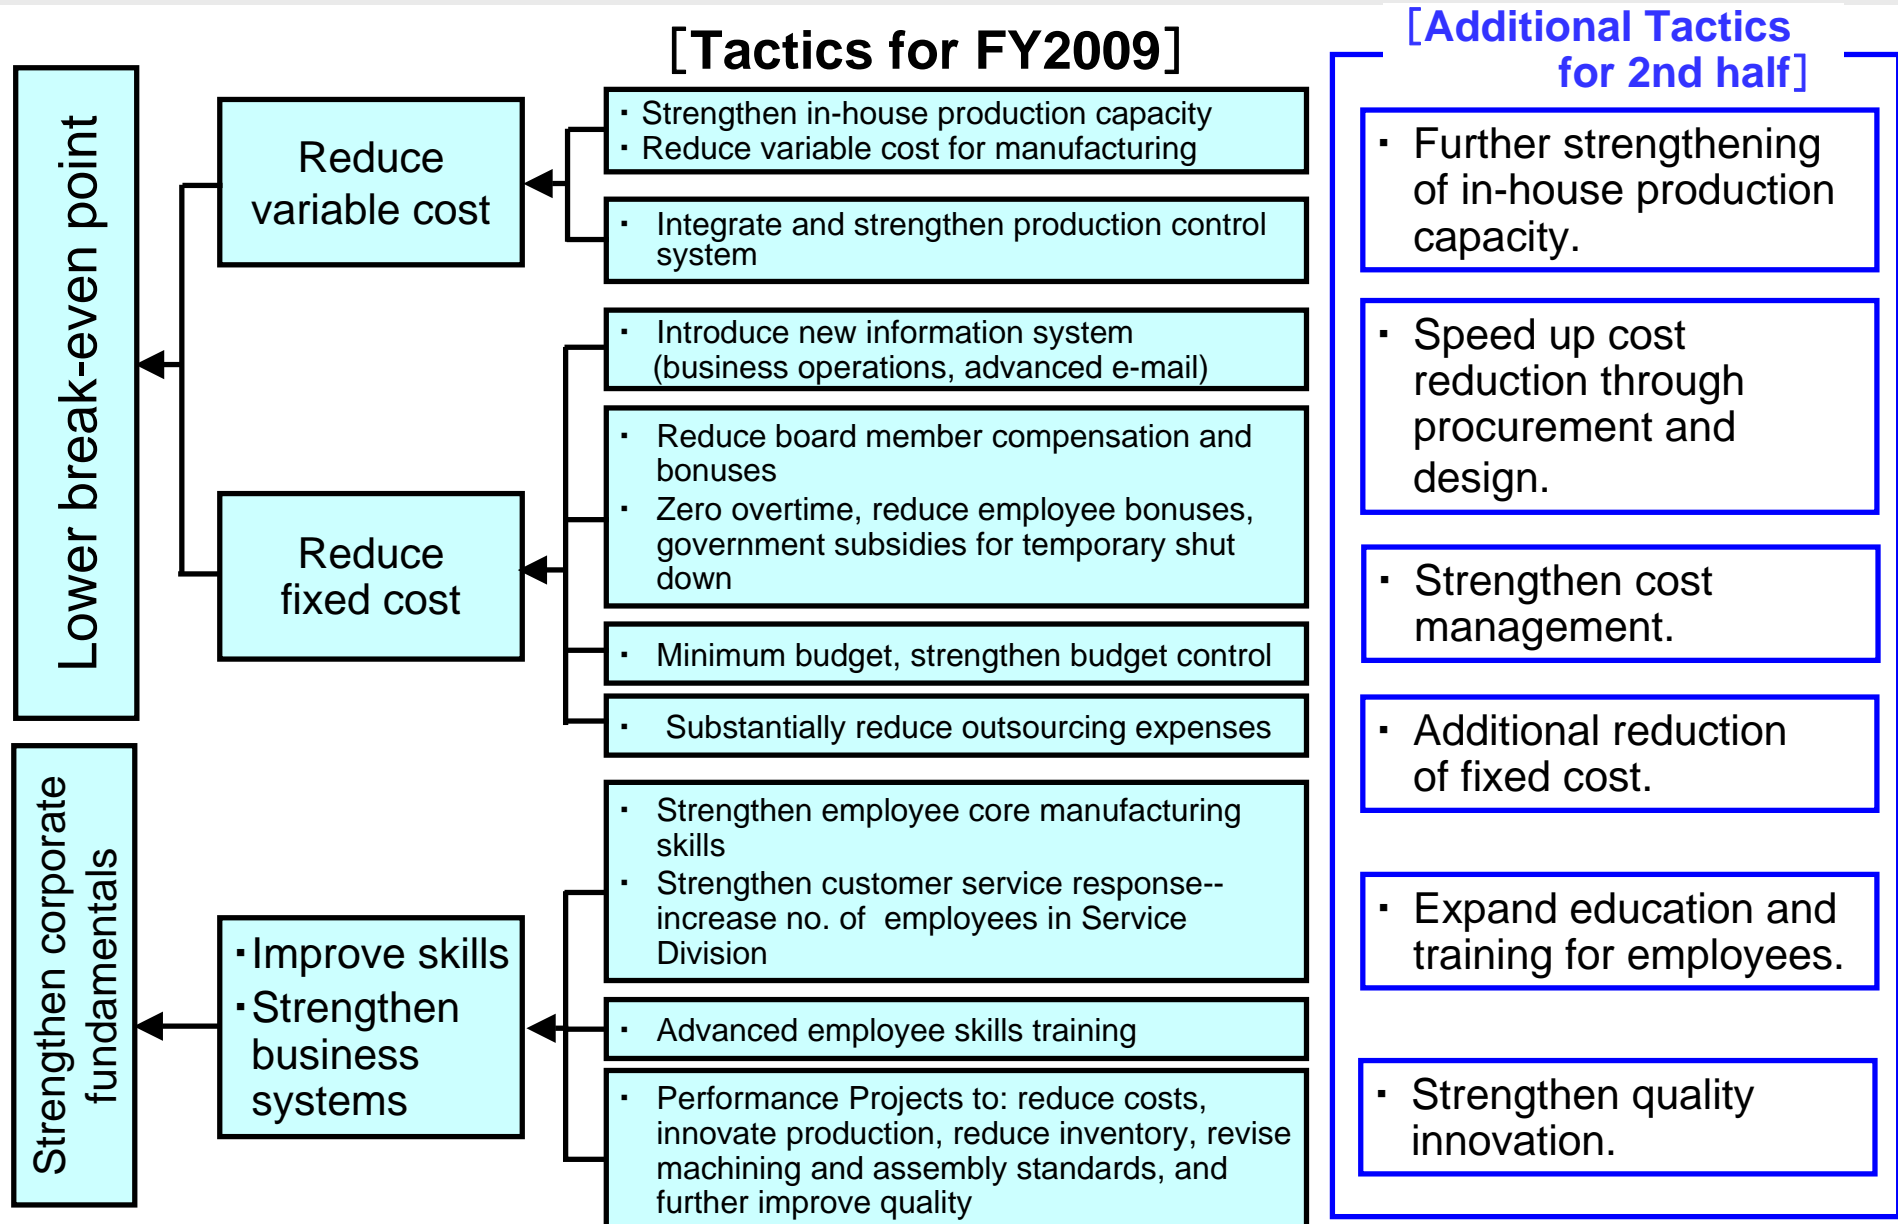 [Tactics for FY2009]
[Additional Tactics
for 2nd half]
Lower break-even point
Reduce
variable cost
・Strengthen in-house production capacity
・Reduce variable cost for manufacturing
・Integrate and strengthen production control
system
Reduce
fixed cost
・Introduce new information system
(business operations, advanced e-mail)
・Reduce board member compensation and
bonuses
・Zero overtime, reduce employee bonuses,
government subsidies for temporary shut
down
・Minimum budget, strengthen budget control
・Substantially reduce outsourcing expenses
Strengthen corporate
fundamentals
・Improve skills
・Strengthen
business
systems
・Strengthen employee core manufacturing
skills
・Strengthen customer service response--
increase no. of employees in Service
Division
・Advanced employee skills training
・Performance Projects to: reduce costs,
innovate production, reduce inventory, revise
machining and assembly standards, and
further improve quality
・Further strengthening
of in-house production
capacity.
・Speed up cost
reduction through
procurement and
design.
・Strengthen cost
management.
・Additional reduction
of fixed cost.
・Expand education and
training for employees.
・Strengthen quality
innovation.